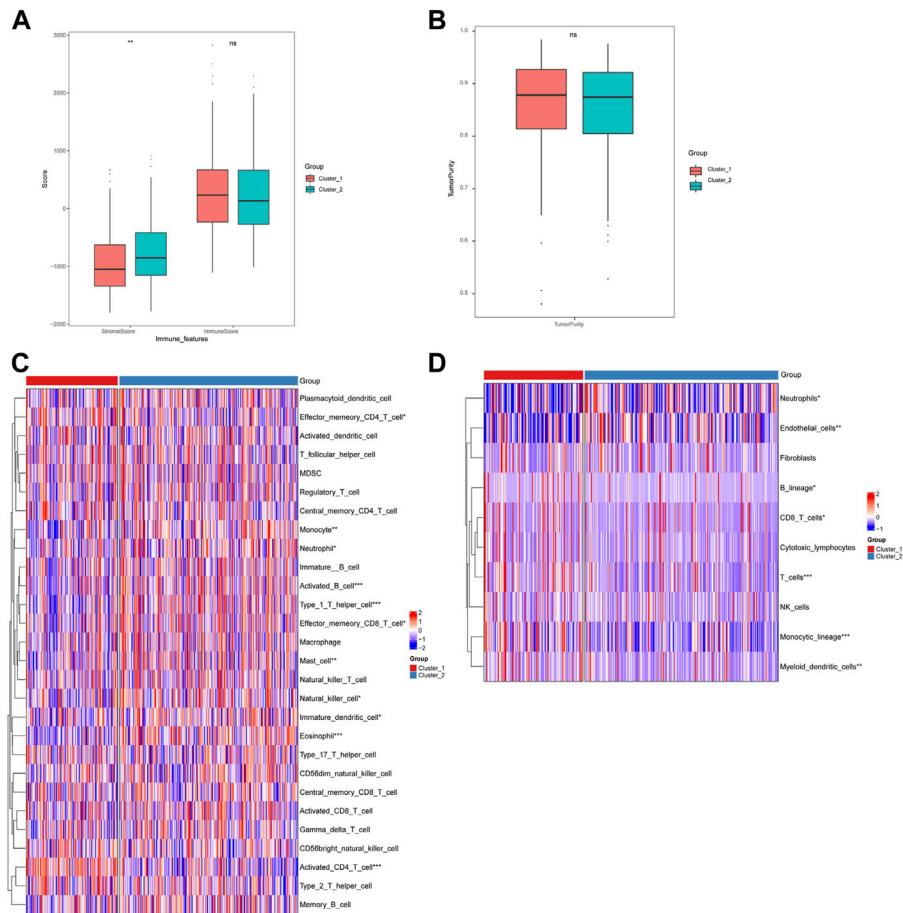 A
3000
2000
1000
0
−1000
−2000
Score
**
ns
StromalScore
ImmuneScore
Immune_features
Group
Cluster_1
Cluster_2
B
1.0
0.9
0.8
0.7
0.6
0.5
TumorPurity
ns
TumorPurity
Group
Cluster_1
Cluster_2
C
Group
Plasmacytoid_dendritic_cell
Effector_memeory_CD4_T_cell*
Activated_dendritic_cell
T_follicular_helper_cell
MDSC
Regulatory_T_cell
Central_memory_CD4_T_cell
Monocyte**
Neutrophil*
Immature__B_cell
Activated_B_cell***
Type_1_T_helper_cell***
Effector_memeory_CD8_T_cell*
Macrophage
Mast_cell**
Natural_killer_T_cell
Natural_killer_cell*
Immature_dendritic_cell*
Eosinophil***
Type_17_T_helper_cell
CD56dim_natural_killer_cell
Central_memory_CD8_T_cell
Activated_CD8_T_cell
Gamma_delta_T_cell
CD56bright_natural_killer_cell
Activated_CD4_T_cell***
Type_2_T_helper_cell
Memory_B_cell
2
1
0
−1
−2
Group
Cluster_1
Cluster_2
D
Group
Neutrophils*
Endothelial_cells**
Fibroblasts
B_lineage*
CD8_T_cells*
Cytotoxic_lymphocytes
T_cells***
NK_cells
Monocytic_lineage***
Myeloid_dendritic_cells**
2
1
0
−1
Group
Cluster_1
Cluster_2